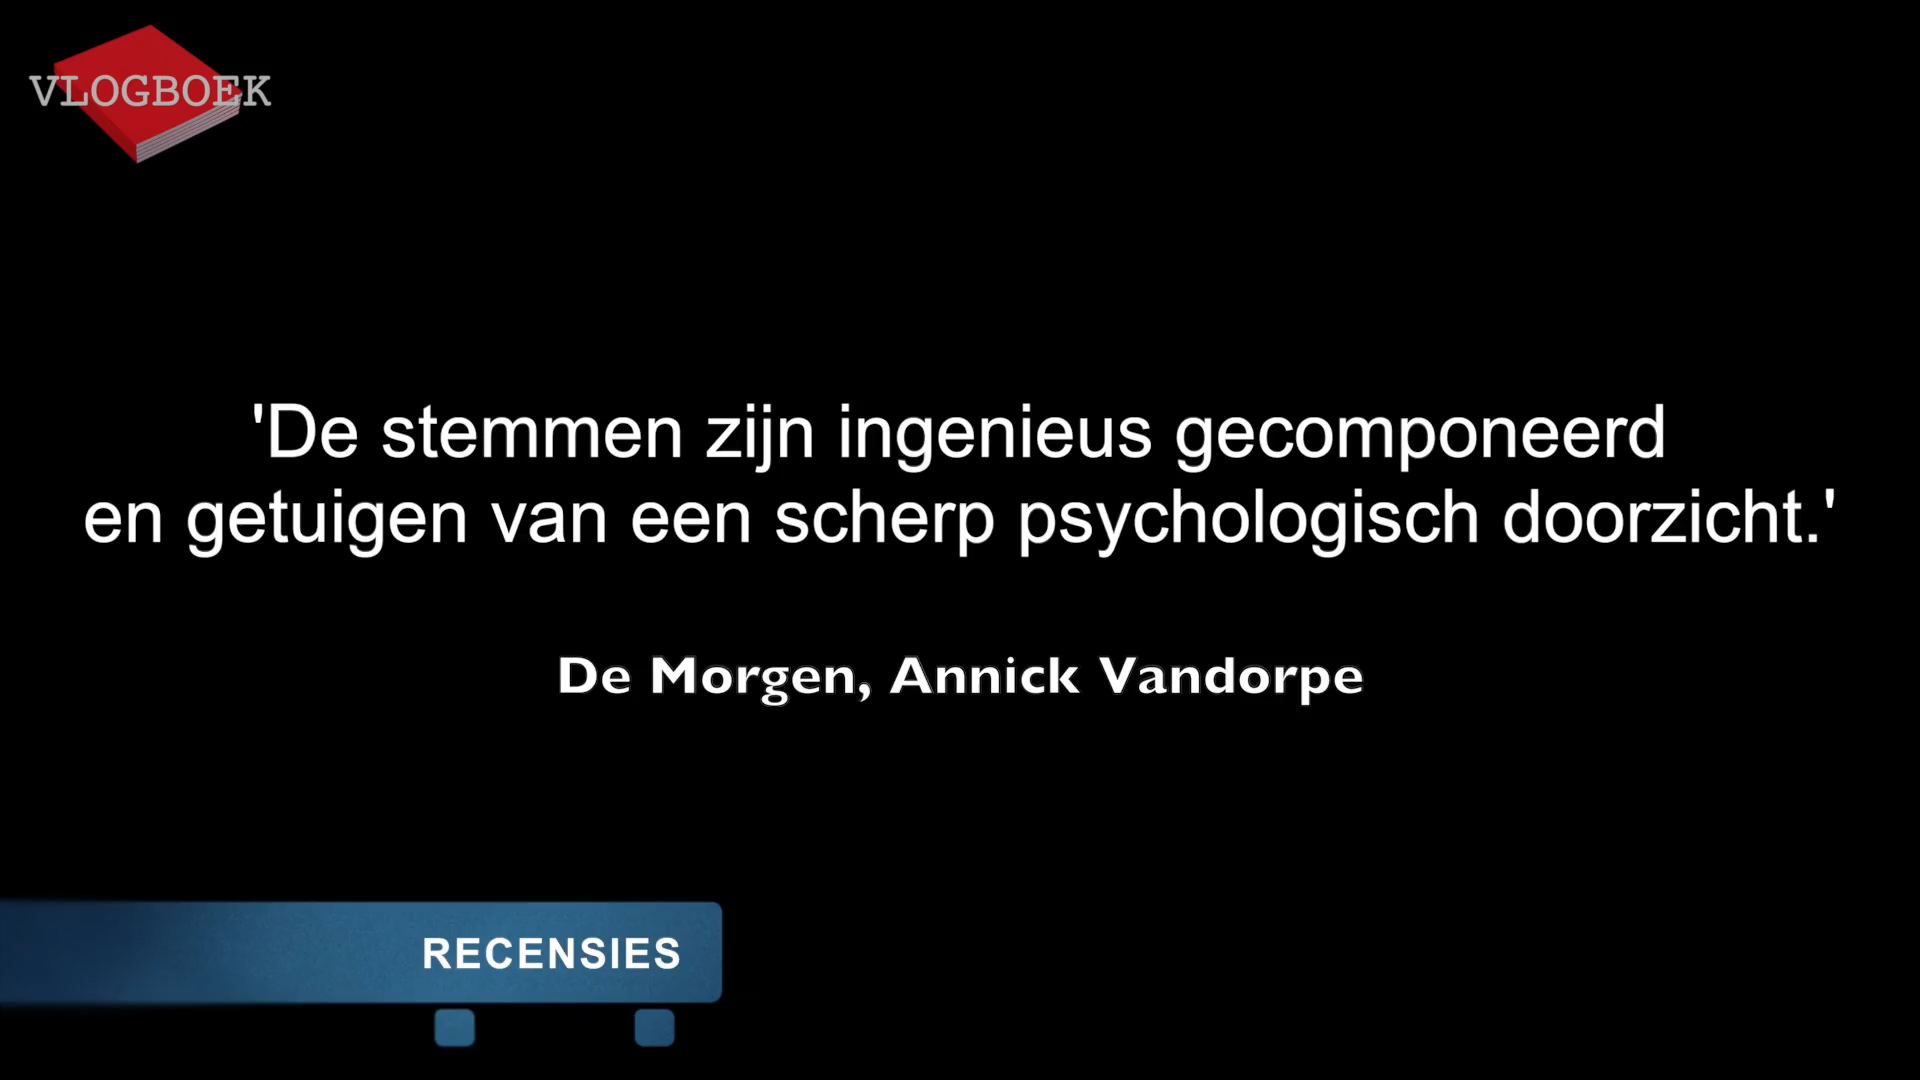 VLOGBOEK
'De stemmen zijn ingenieus gecomponeerd
en getuigen van een scherp psychologisch doorzicht.'
De Morgen, Annick Vandorpe
RECENSIES